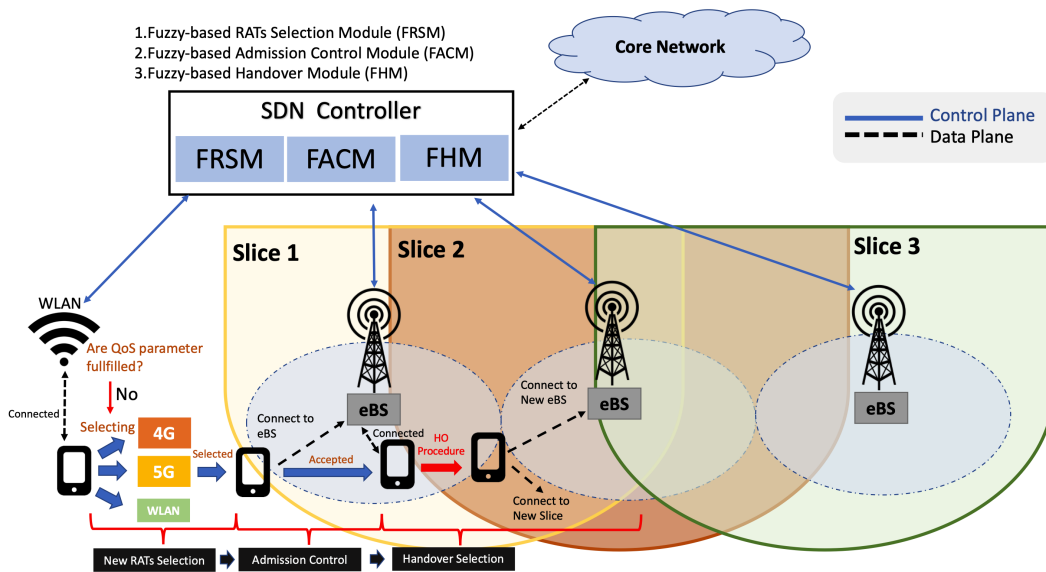 1.Fuzzy-based RATs Selection Module (FRSM)
2.Fuzzy-based Admission Control Module (FACM)
3.Fuzzy-based Handover Module (FHM)
Core Network
SDN Controller
FRSM
FACM
FHM
Control Plane
Data Plane
Slice 1
Slice 2
Slice 3
WLAN
Are QoS parameter
fullfilled?
No
Connected
Selecting
4G
5G
WLAN
Selected
Connect to
eBS
Accepted
eBS
Connected
HO
Procedure
Connect to
New eBS
Connect to
New Slice
eBS
eBS
New RATs Selection
Admission Control
Handover Selection